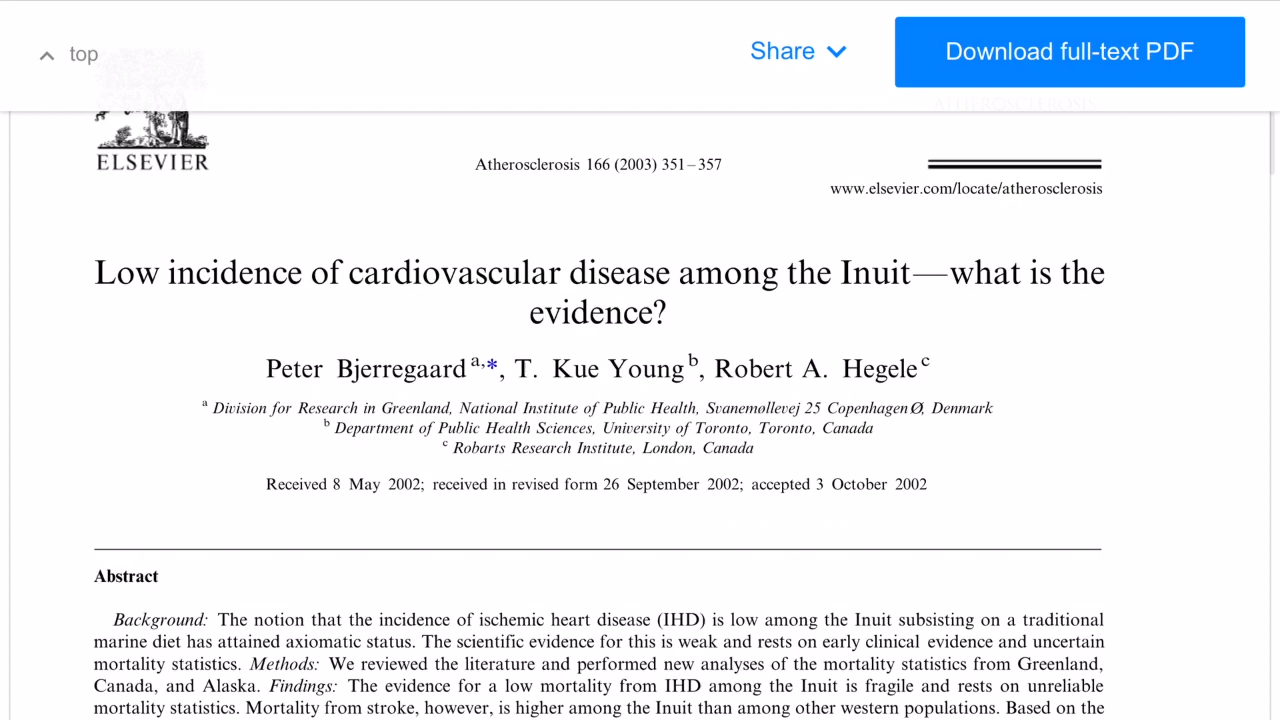 top
Share
Download full-text PDF
ATHEROSCLEROSIS
ELSEVIER
Atherosclerosis 166 (2003) 351–357
www.elsevier.com/locate/atherosclerosis
Low incidence of cardiovascular disease among the Inuit—what is the
evidence?
Peter Bjerregaard a,*, T. Kue Young b, Robert A. Hegele c
a Division for Research in Greenland, National Institute of Public Health, Svanemøllevej 25 Copenhagen Ø, Denmark
b Department of Public Health Sciences, University of Toronto, Toronto, Canada
c Robarts Research Institute, London, Canada
Received 8 May 2002; received in revised form 26 September 2002; accepted 3 October 2002
Abstract
Background: The notion that the incidence of ischemic heart disease (IHD) is low among the Inuit subsisting on a traditional
marine diet has attained axiomatic status. The scientific evidence for this is weak and rests on early clinical evidence and uncertain
mortality statistics. Methods: We reviewed the literature and performed new analyses of the mortality statistics from Greenland,
Canada, and Alaska. Findings: The evidence for a low mortality from IHD among the Inuit is fragile and rests on unreliable
mortality statistics. Mortality from stroke, however, is higher among the Inuit than among other western populations. Based on the